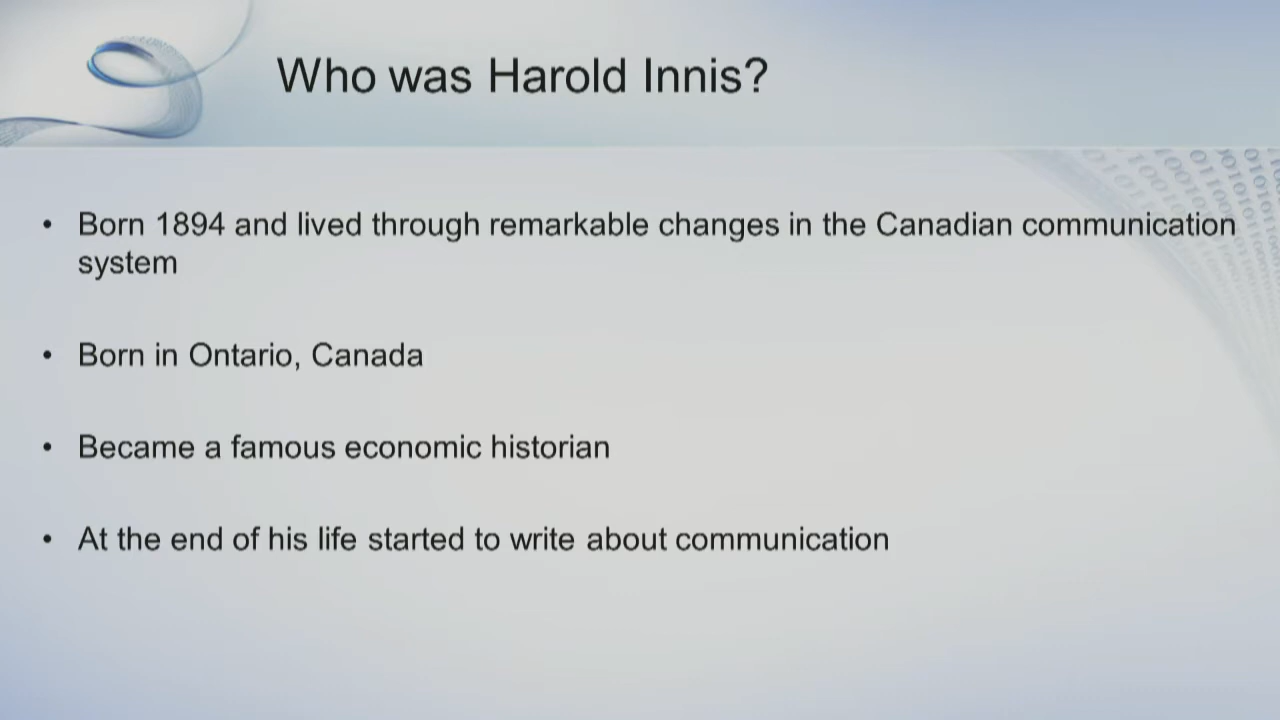 Who was Harold Innis?
• Born 1894 and lived through remarkable changes in the Canadian communication
system
• Born in Ontario, Canada
• Became a famous economic historian
• At the end of his life started to write about communication